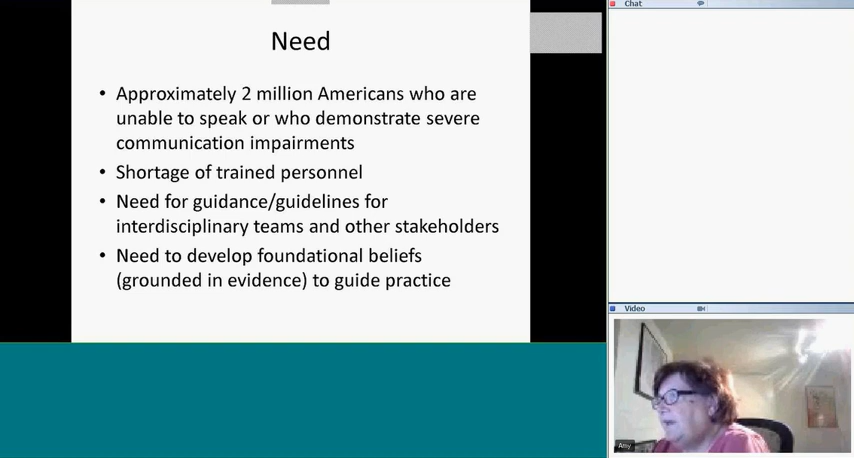 Need
• Approximately 2 million Americans who are
unable to speak or who demonstrate severe
communication impairments
• Shortage of trained personnel
• Need for guidance/guidelines for
interdisciplinary teams and other stakeholders
• Need to develop foundational beliefs
(grounded in evidence) to guide practice
Chat
Video
Amy